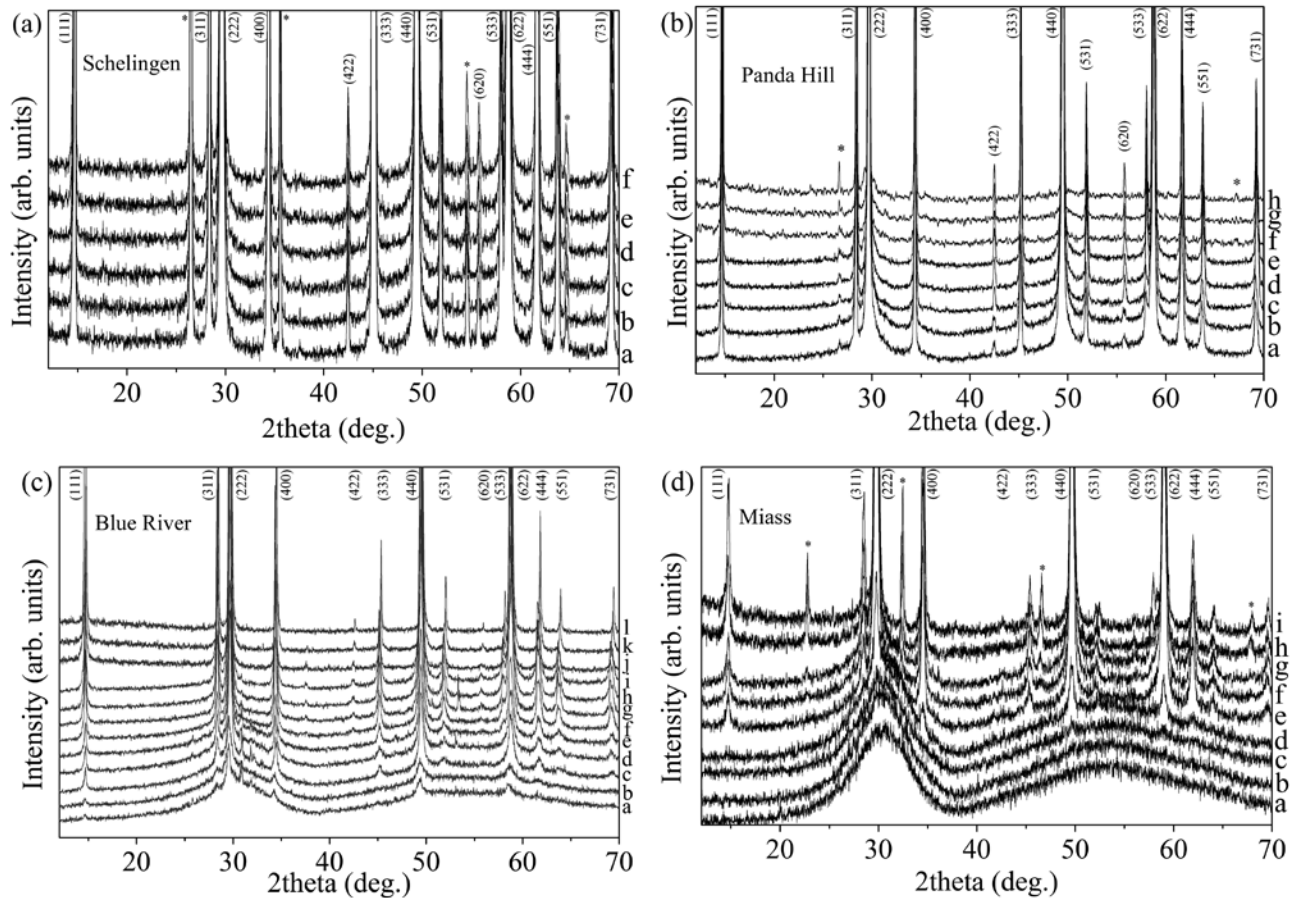 (a)
(111)
*
(311)
(222)
(400)
*
(333)
(440)
(531)
(533)
(622)
(444)
(551)
(731)
Schelingen
(422)
*
(620)
*
f
e
d
c
b
a
Intensity (arb. units)
20 30 40 50 60 70
2theta (deg.)
(b)
(111)
(311)
(222)
(400)
(333)
(440)
(533)
(622)
(444)
Panda Hill
*
(422)
(531)
(620)
(551)
(731)
*
h
g
f
e
d
c
b
a
Intensity (arb. units)
20 30 40 50 60 70
2theta (deg.)
(c)
(111)
(311)
(222)
(400)
(422)
(333)
(440)
(531)
(620)
(533)
(622)
(444)
(551)
(731)
Blue River
l
k
j
i
h
g
f
e
d
c
b
a
Intensity (arb. units)
20 30 40 50 60 70
2theta (deg.)
(d)
(111)
(311)
(222)
*
(400)
(422)
(333)
(440)
(531)
(620)
(533)
(622)
(444)
(551)
(731)
Miass
*
*
*
i
h
g
f
e
d
c
b
a
Intensity (arb. units)
20 30 40 50 60 70
2theta (deg.)